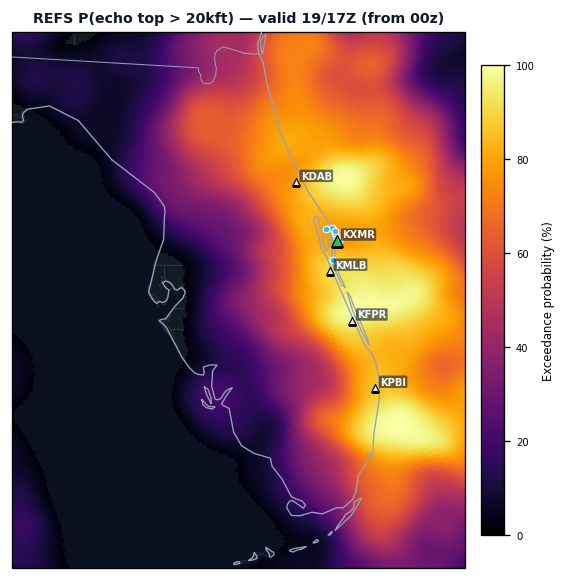 REFS P(echo top > 20kft) — valid 19/17Z (from 00z)
KDAB
KXMR
KMLB
KFPR
KPBI
100
80
60
40
20
0
Exceedance probability (%)